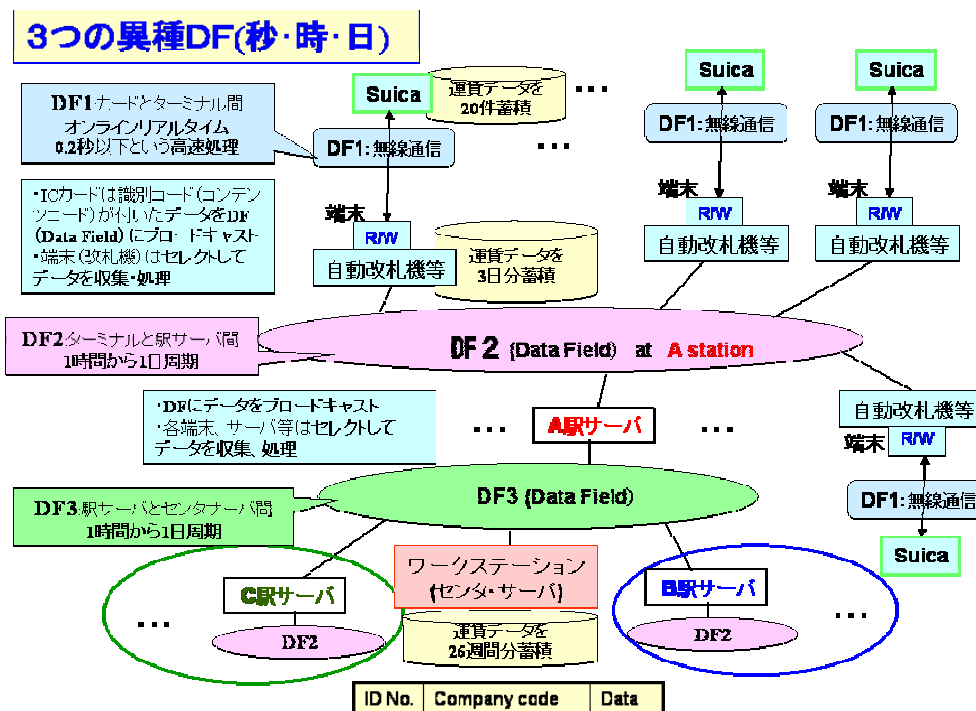 3つの異種DF(秒・時・日)
DF1:カードとターミナル間
オンラインリアルタイム
0.2秒以下という高速処理
Suica
運賃データを
20件蓄積
…
Suica
Suica
DF1:無線通信
…
DF1:無線通信
DF1:無線通信
・ICカードは識別コード(コンテン
ツコード)が付いたデータをDF
(Data Field)にブロードキャスト
・端末(改札機)はセレクトして
データを収集・処理
端末
R/W
自動改札機等
運賃データを
3日分蓄積
端末
R/W
自動改札機等
端末
R/W
自動改札機等
DF2:ターミナルと駅サーバ間
1時間から1日周期
DF2 (Data Field) at A station
・DFにデータをブロードキャスト
・各端末、サーバ等はセレクトして
データを収集、処理
…
A駅サーバ
…
自動改札機等
端末
R/W
DF1:無線通信
Suica
DF3:駅サーバとセンタサーバ間
1時間から1日周期
DF3 (Data Field)
C駅サーバ
…
DF2
ワークステーション
(センタ・サーバ)
運賃データを
26週間分蓄積
B駅サーバ
…
DF2
ID No.
Company code
Data